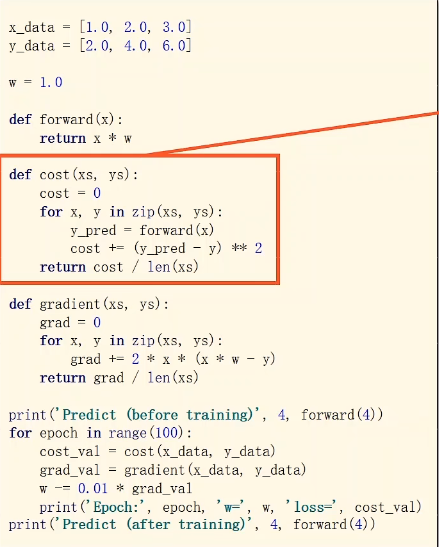 x_data = [1.0, 2.0, 3.0]
y_data = [2.0, 4.0, 6.0]
w = 1.0
def forward(x):
    return x * w
def cost(xs, ys):
    cost = 0
    for x, y in zip(xs, ys):
        y_pred = forward(x)
        cost += (y_pred - y) ** 2
    return cost / len(xs)
def gradient(xs, ys):
    grad = 0
    for x, y in zip(xs, ys):
        grad += 2 * x * (x * w - y)
    return grad / len(xs)
print('Predict (before training)', 4, forward(4))
for epoch in range(100):
    cost_val = cost(x_data, y_data)
    grad_val = gradient(x_data, y_data)
    w -= 0.01 * grad_val
    print('Epoch:', epoch, 'w=', w, 'loss=', cost_val)
print('Predict (after training)', 4, forward(4))